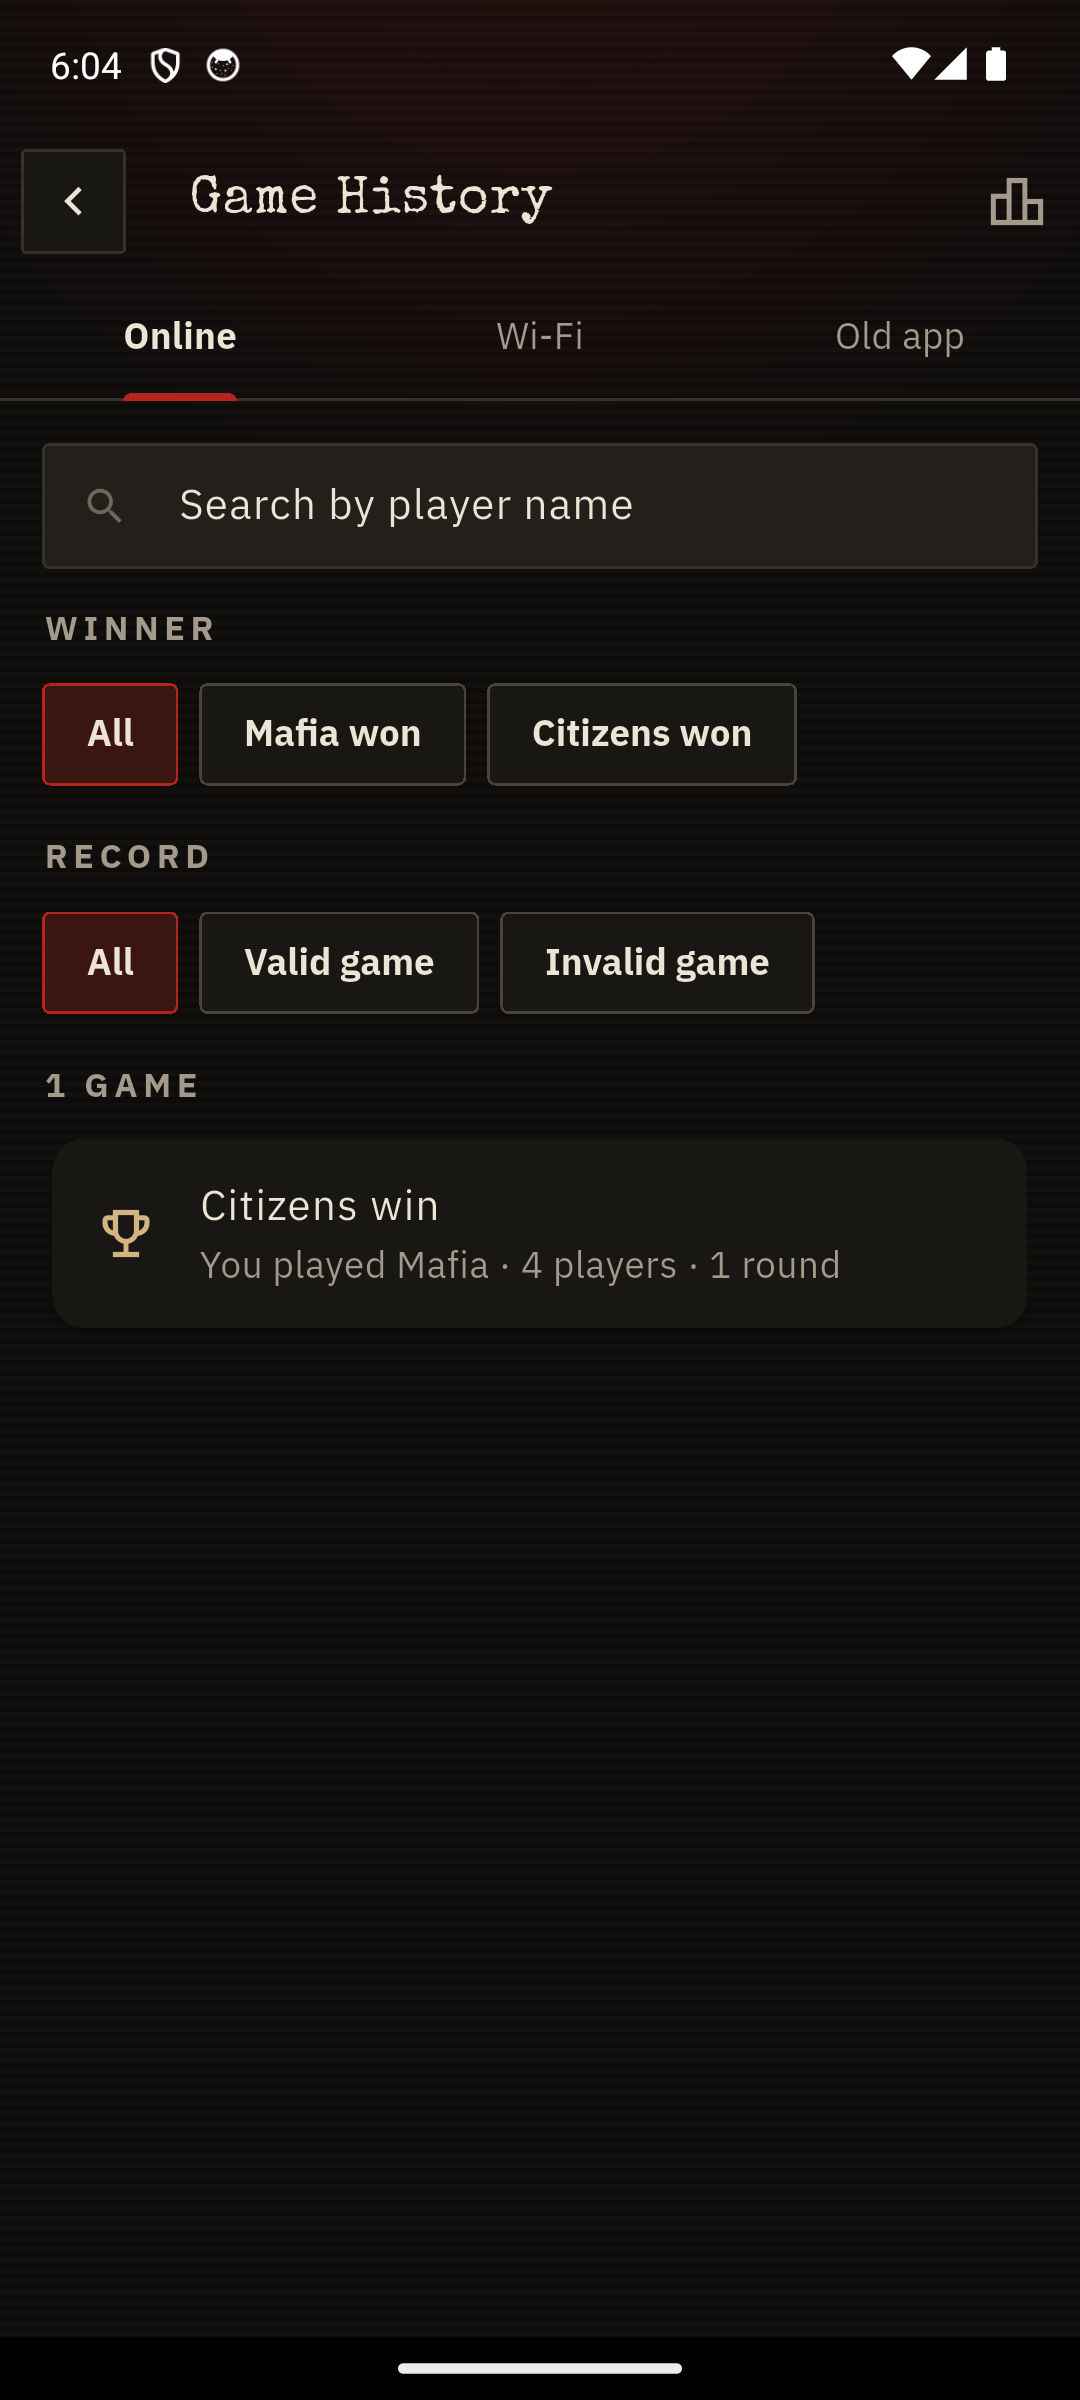 6:04
Game History
Online Wi-Fi Old app
Search by player name
WINNER
All Mafia won Citizens won
RECORD
All Valid game Invalid game
1 GAME
Citizens win
You played Mafia · 4 players · 1 round